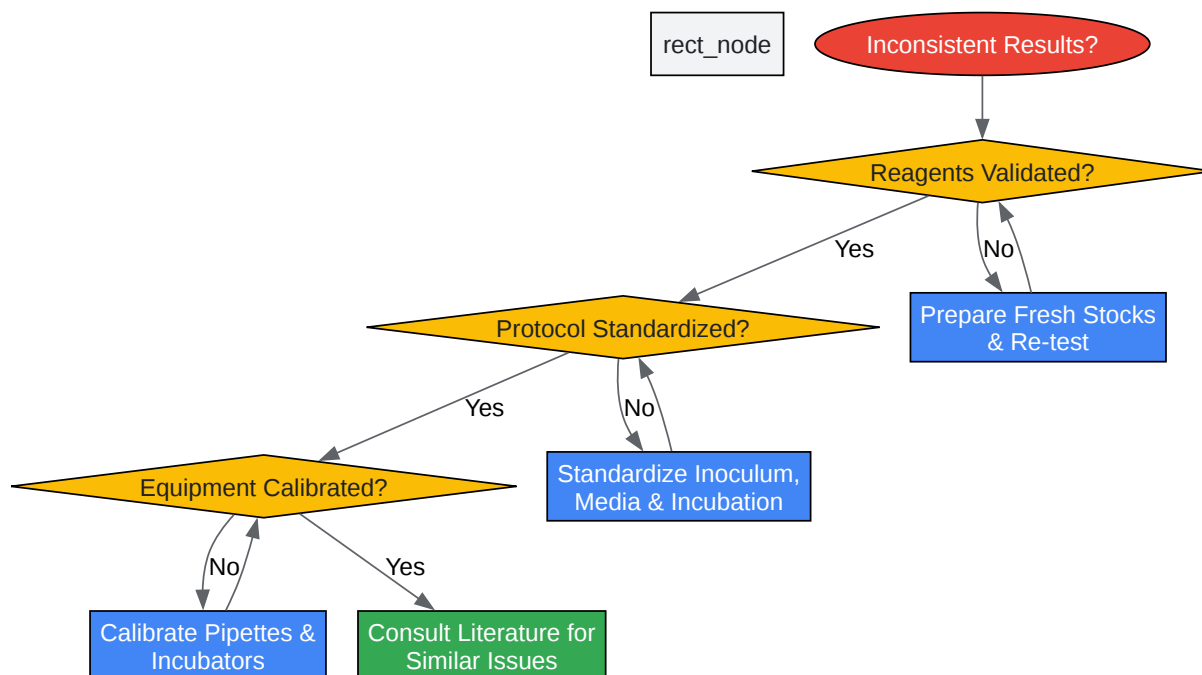 rect_node
Inconsistent Results?
Reagents Validated?
Yes
No
Prepare Fresh Stocks
& Re-test
Protocol Standardized?
Yes
No
Standardize Inoculum,
Media & Incubation
Equipment Calibrated?
No
Yes
Calibrate Pipettes &
Incubators
Consult Literature for
Similar Issues